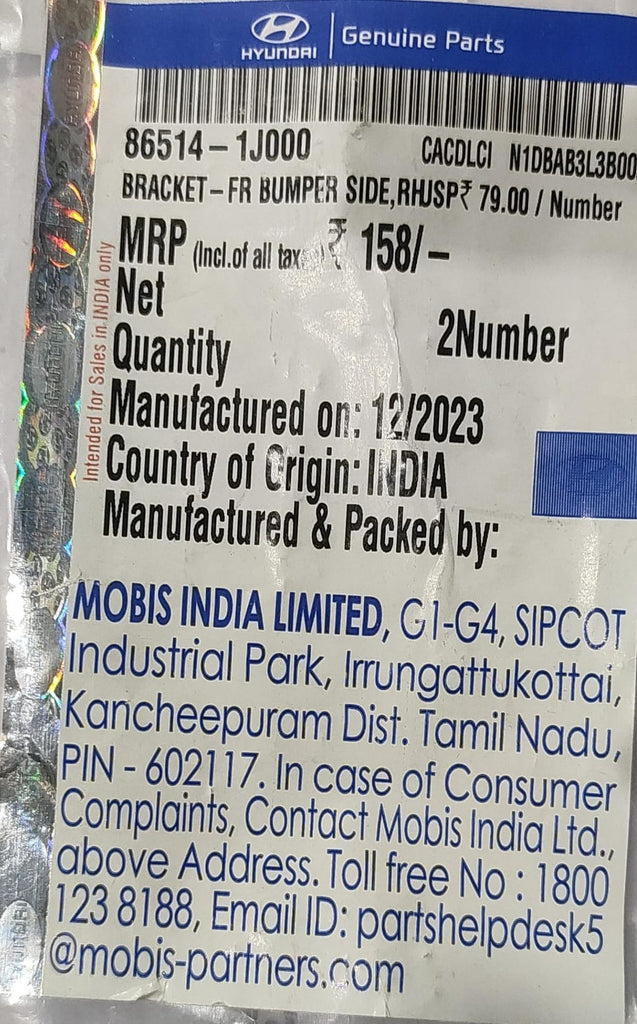 HYUNDAI | Genuine Parts
86514-1J000 CACDLCI N1DBAB3L3B00
BRACKET-FR BUMPER SIDE,RHUSP₹ 79.00 / Number
MRP (Incl.of all tax ₹ 158/-
Net
Quantity 2Number
Manufactured on: 12/2023
Country of Origin: INDIA
Manufactured & Packed by:
MOBIS INDIA LIMITED, G1-G4, SIPCOT
Industrial Park, Irrungattukottai,
Kancheepuram Dist. Tamil Nadu,
PIN - 602117. In case of Consumer
Complaints, Contact Mobis India Ltd.,
above Address. Toll free No : 1800
123 8188, Email ID: partshelpdesk5
@mobis-partners.com
Intended for Sales in INDIA only